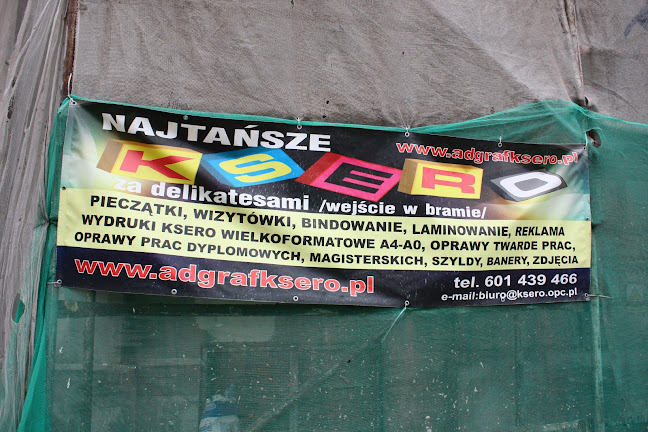 NAJTAŃSZE
www.adgrafksero.pl
KSERO
za delikatesami /wejście w bramie/
PIECZĄTKI, WIZYTÓWKI, BINDOWANIE, LAMINOWANIE, REKLAMA
WYDRUKI KSERO WIELKOFORMATOWE A4-A0, OPRAWY TWARDE PRAC,
OPRAWY PRAC DYPLOMOWYCH, MAGISTERSKICH, SZYLDY, BANERY, ZDJĘCIA
www.adgrafksero.pl
tel. 601 439 466
e-mail:biuro@ksero.opc.pl